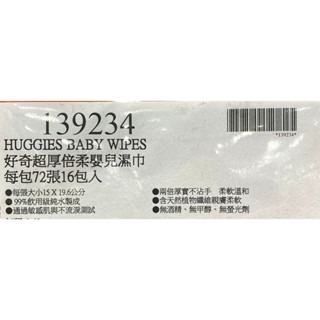 139234
*139234*
HUGGIES BABY WIPES
好奇超厚倍柔嬰兒濕巾
每包72張16包入
●每張大小15 X 19.6公分
●99%飲用級純水製成
●通過敏感肌與不流淚測試
●兩倍厚實不沾手 柔軟溫和
●含天然植物纖維親膚柔軟
●無酒精、無甲醇、無螢光劑